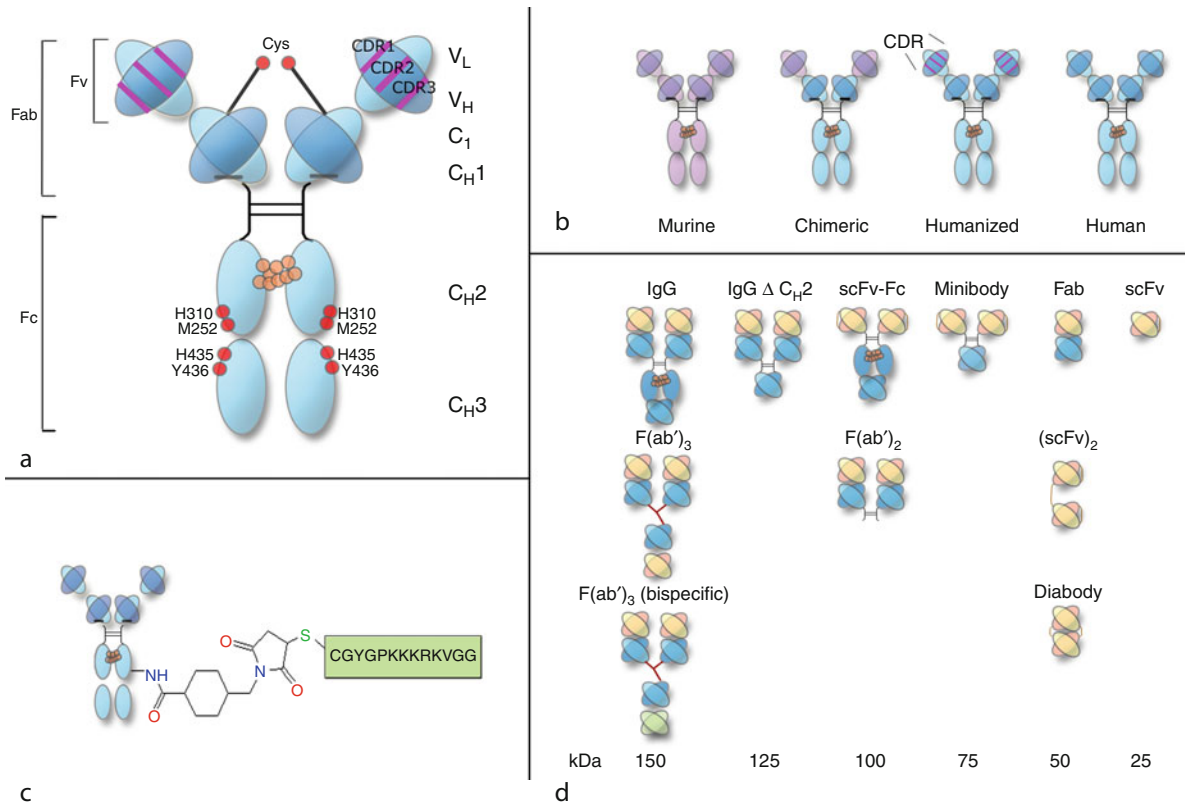 Cys
CDR1
CDR2
CDR3
Fab
Fv
V_L
V_H
C_1
C_H1
Fc
C_H2
H310
M252
H310
M252
H435
Y436
H435
Y436
C_H3
a
CDR
Murine Chimeric Humanized Human
b
NH
O
O
N
O
S
CGYGPKKKRKVGG
c
IgG IgG Δ C_H2 scFv-Fc Minibody Fab scFv
F(ab′)_3 F(ab′)_2 (scFv)_2
F(ab′)_3 (bispecific) Diabody
kDa 150 125 100 75 50 25
d